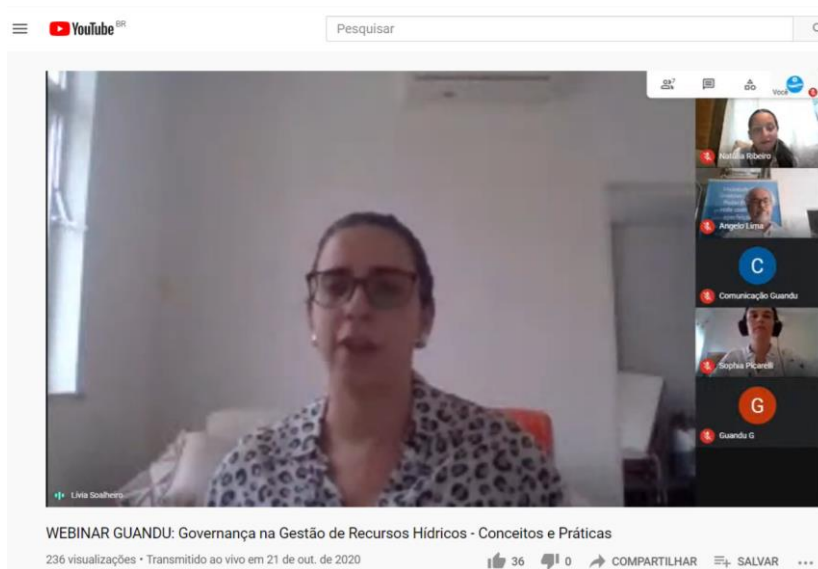 YouTube BR
Pesquisar
7
Você
Natália Ribeiro
Angelo Lima
C
Comunicação Guandu
Sophia Picarelli
G
Guandu G
Livia Soalheiro
WEBINAR GUANDU: Governança na Gestão de Recursos Hídricos - Conceitos e Práticas
236 visualizações • Transmitido ao vivo em 21 de out. de 2020
36 0 COMPARTILHAR SALVAR